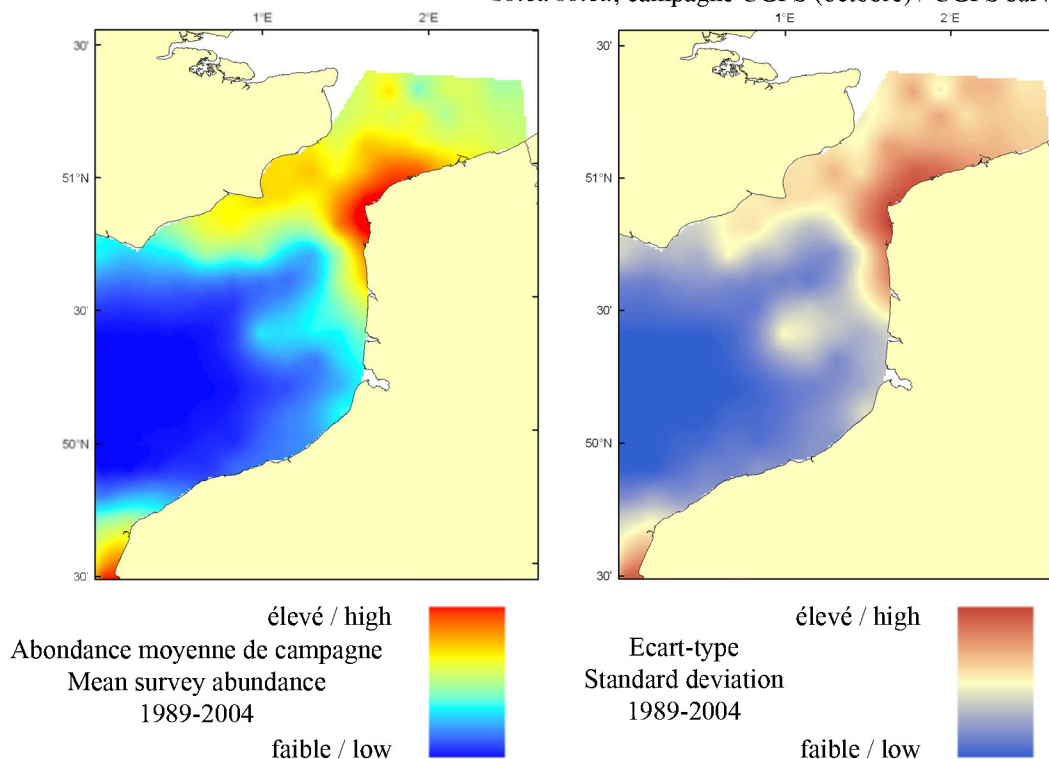 campagne CGFS (octobre) / CGFS
1°E 2°E 1°E 2°E
30' 30'
51°N 51°N
30' 30'
50°N 50°N
30' 30'
élevé / high
Abondance moyenne de campagne
Mean survey abundance
1989-2004
faible / low
élevé / high
Ecart-type
Standard deviation
1989-2004
faible / low